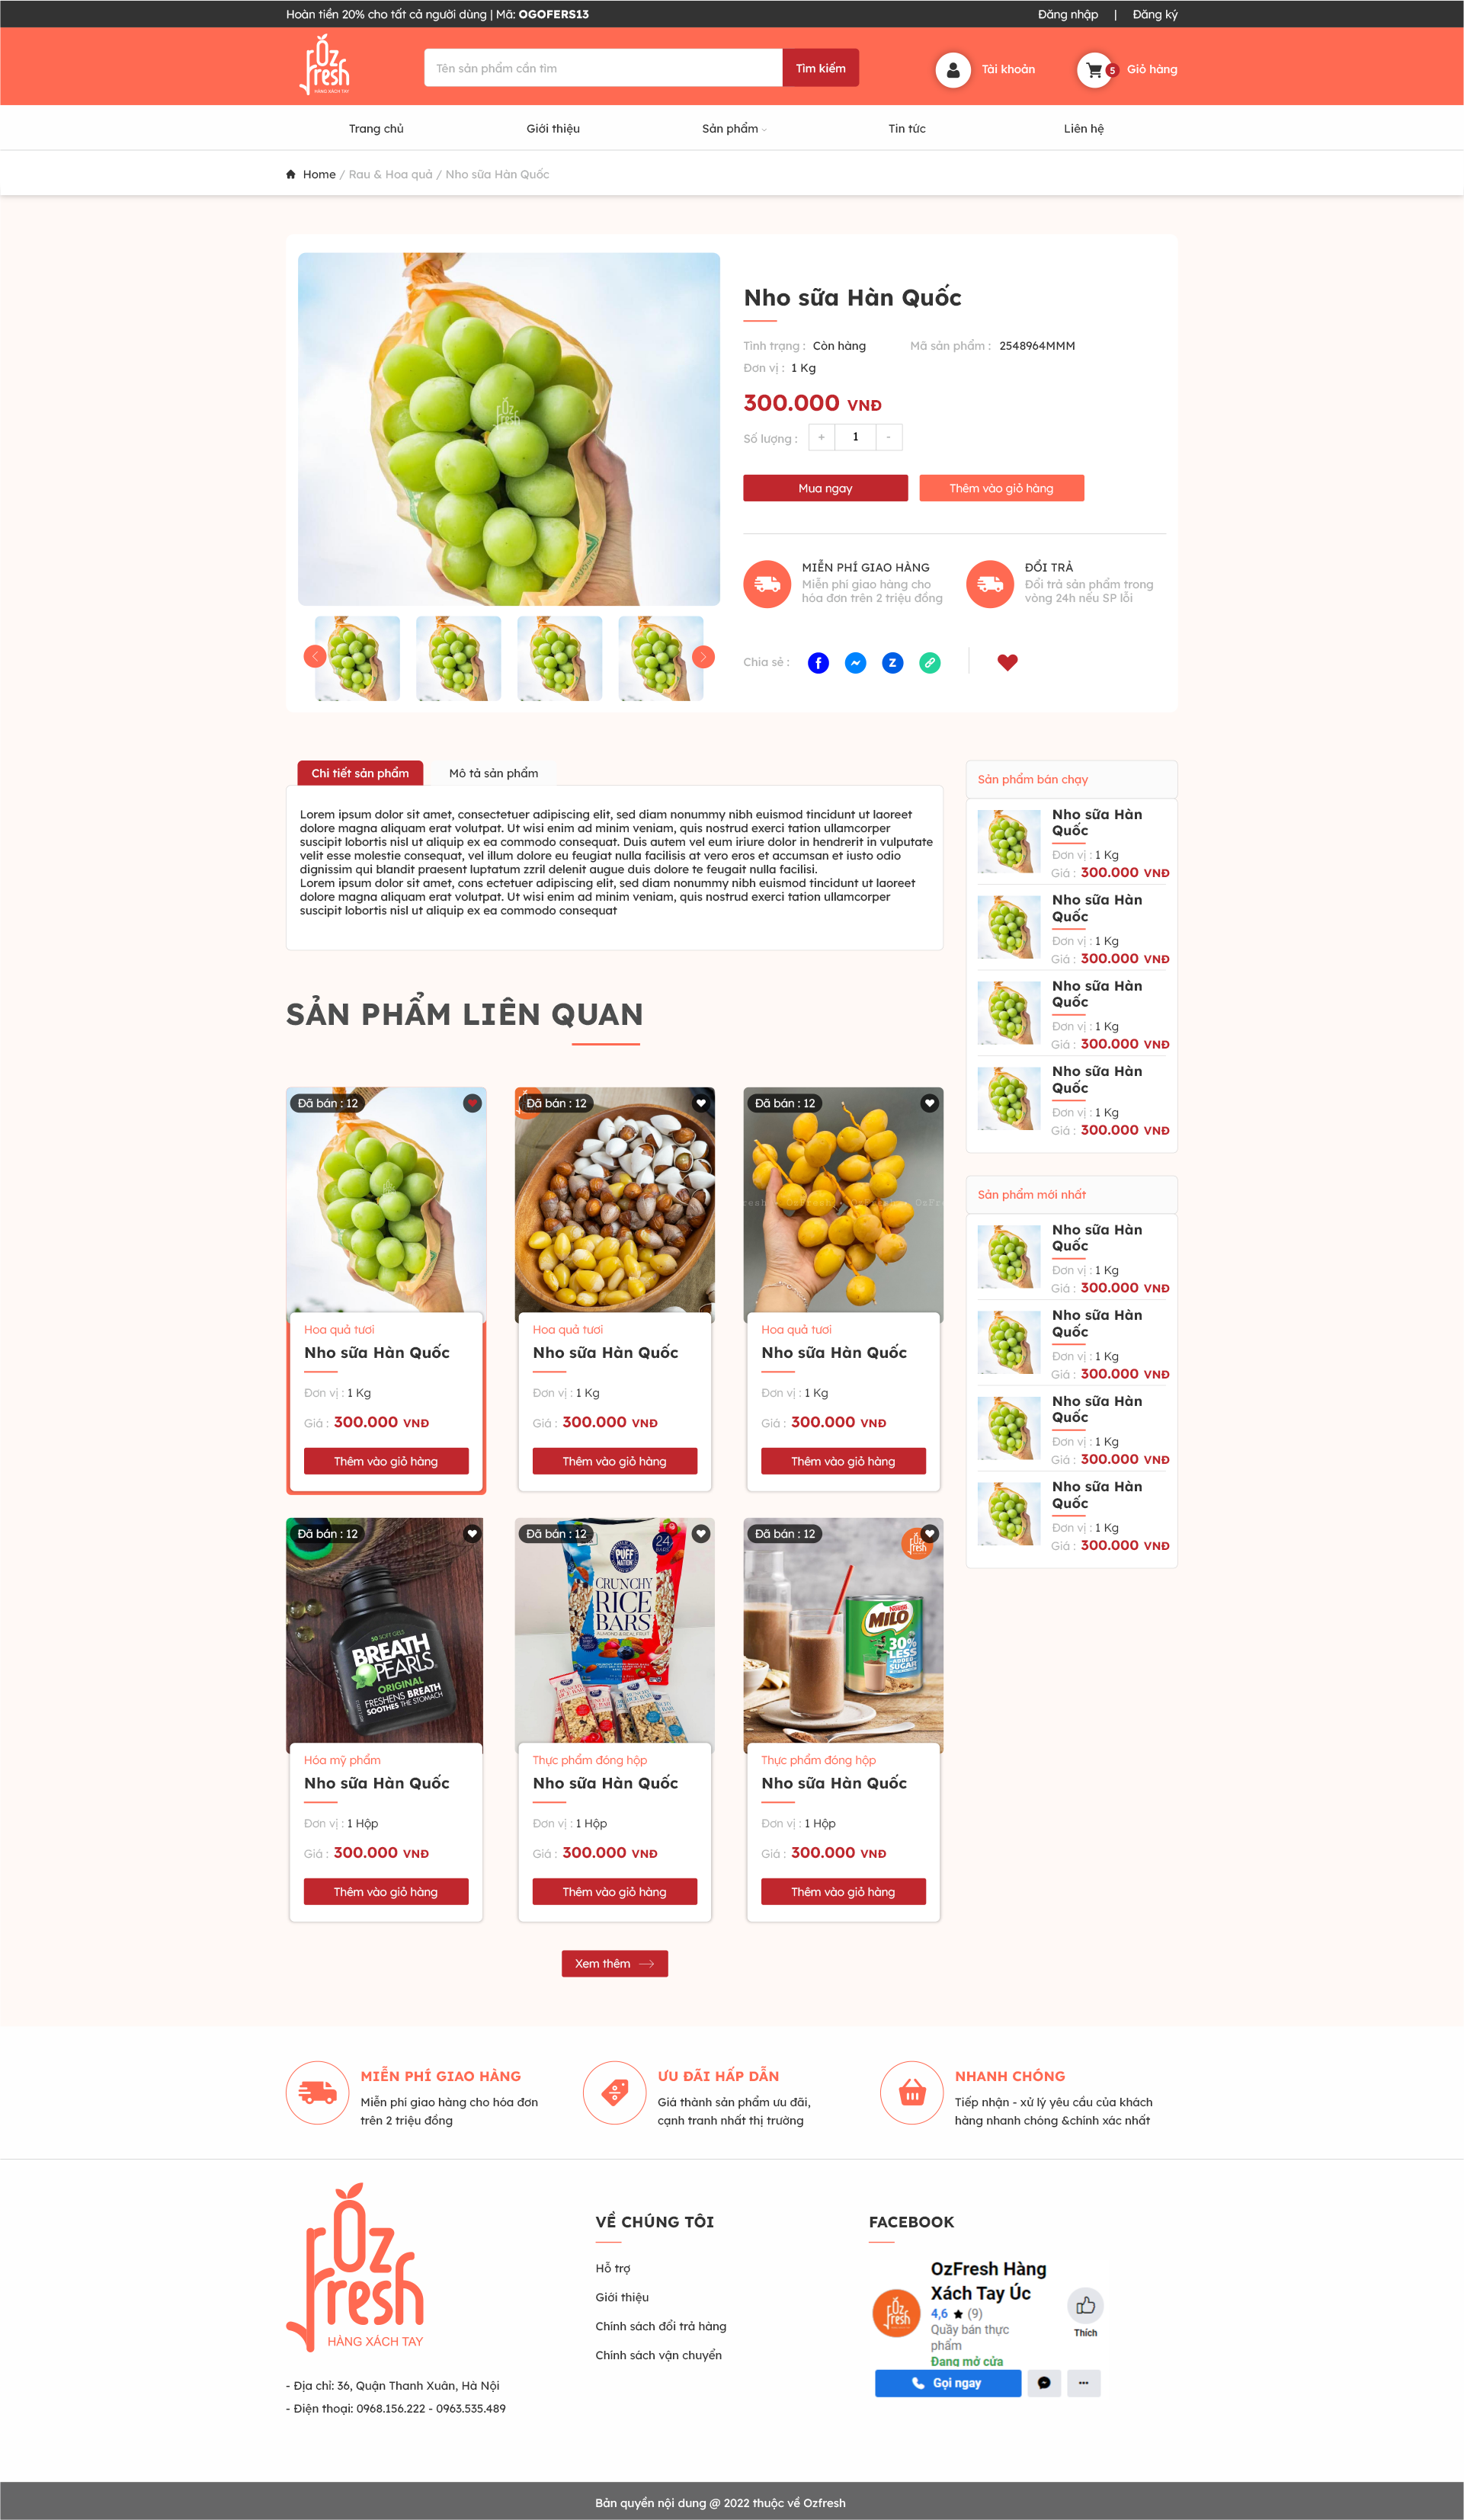 Hoàn tiền 20% cho tất cả người dùng | Mã: OGOFERS13
Đăng nhập | Đăng ký
OZ fresh
HÀNG XÁCH TAY
Tên sản phẩm cần tìm
Tìm kiếm
Tài khoản
5
Giỏ hàng
Trang chủ
Giới thiệu
Sản phẩm
Tin tức
Liên hệ
Home / Rau & Hoa quả / Nho sữa Hàn Quốc
OZ fresh
Nho sữa Hàn Quốc
Tình trạng : Còn hàng
Mã sản phẩm : 2548964MMM
Đơn vị : 1 Kg
300.000 VNĐ
Số lượng : + 1 -
Mua ngay
Thêm vào giỏ hàng
MIỄN PHÍ GIAO HÀNG
Miễn phí giao hàng cho
hóa đơn trên 2 triệu đồng
ĐỔI TRẢ
Đổi trả sản phẩm trong
vòng 24h nếu SP lỗi
Chia sẻ :
Chi tiết sản phẩm
Mô tả sản phẩm
Lorem ipsum dolor sit amet, consectetuer adipiscing elit, sed diam nonummy nibh euismod tincidunt ut laoreet
dolore magna aliquam erat volutpat. Ut wisi enim ad minim veniam, quis nostrud exerci tation ullamcorper
suscipit lobortis nisl ut aliquip ex ea commodo consequat. Duis autem vel eum iriure dolor in hendrerit in vulputate
velit esse molestie consequat, vel illum dolore eu feugiat nulla facilisis at vero eros et accumsan et iusto odio
dignissim qui blandit praesent luptatum zzril delenit augue duis dolore te feugait nulla facilisi.
Lorem ipsum dolor sit amet, cons ectetuer adipiscing elit, sed diam nonummy nibh euismod tincidunt ut laoreet
dolore magna aliquam erat volutpat. Ut wisi enim ad minim veniam, quis nostrud exerci tation ullamcorper
suscipit lobortis nisl ut aliquip ex ea commodo consequat
Sản phẩm bán chạy
Nho sữa Hàn
Quốc
Đơn vị : 1 Kg
Giá : 300.000 VNĐ
Nho sữa Hàn
Quốc
Đơn vị : 1 Kg
Giá : 300.000 VNĐ
Nho sữa Hàn
Quốc
Đơn vị : 1 Kg
Giá : 300.000 VNĐ
Nho sữa Hàn
Quốc
Đơn vị : 1 Kg
Giá : 300.000 VNĐ
Sản phẩm mới nhất
Nho sữa Hàn
Quốc
Đơn vị : 1 Kg
Giá : 300.000 VNĐ
Nho sữa Hàn
Quốc
Đơn vị : 1 Kg
Giá : 300.000 VNĐ
Nho sữa Hàn
Quốc
Đơn vị : 1 Kg
Giá : 300.000 VNĐ
Nho sữa Hàn
Quốc
Đơn vị : 1 Kg
Giá : 300.000 VNĐ
SẢN PHẨM LIÊN QUAN
Đã bán : 12
Hoa quả tươi
Nho sữa Hàn Quốc
Đơn vị : 1 Kg
Giá : 300.000 VNĐ
Thêm vào giỏ hàng
Đã bán : 12
Hoa quả tươi
Nho sữa Hàn Quốc
Đơn vị : 1 Kg
Giá : 300.000 VNĐ
Thêm vào giỏ hàng
Đã bán : 12
Hoa quả tươi
Nho sữa Hàn Quốc
Đơn vị : 1 Kg
Giá : 300.000 VNĐ
Thêm vào giỏ hàng
Đã bán : 12
50 SOFT GELS
BREATH
PEARLS
ORIGINAL
FRESHENS BREATH
SOOTHES THE STOMACH
Hóa mỹ phẩm
Nho sữa Hàn Quốc
Đơn vị : 1 Hộp
Giá : 300.000 VNĐ
Thêm vào giỏ hàng
Đã bán : 12
PUFF
NATION
24
CRUNCHY
RICE
BARS
Thực phẩm đóng hộp
Nho sữa Hàn Quốc
Đơn vị : 1 Hộp
Giá : 300.000 VNĐ
Thêm vào giỏ hàng
Đã bán : 12
Nestlé
MILO
30%
LESS
ADDED
SUGAR
Thực phẩm đóng hộp
Nho sữa Hàn Quốc
Đơn vị : 1 Hộp
Giá : 300.000 VNĐ
Thêm vào giỏ hàng
Xem thêm
MIỄN PHÍ GIAO HÀNG
Miễn phí giao hàng cho hóa đơn
trên 2 triệu đồng
ƯU ĐÃI HẤP DẪN
Giá thành sản phẩm ưu đãi,
cạnh tranh nhất thị trường
NHANH CHÓNG
Tiếp nhận - xử lý yêu cầu của khách
hàng nhanh chóng &chính xác nhất
OZ fresh
HÀNG XÁCH TAY
- Địa chỉ: 36, Quận Thanh Xuân, Hà Nội
- Điện thoại: 0968.156.222 - 0963.535.489
VỀ CHÚNG TÔI
Hỗ trợ
Giới thiệu
Chính sách đổi trả hàng
Chính sách vận chuyển
FACEBOOK
OzFresh Hàng
Xách Tay Úc
4,6 ★ (9)
Quầy bán thực
phẩm
Đang mở cửa
Thích
Gọi ngay
Bản quyền nội dung @ 2022 thuộc về Ozfresh